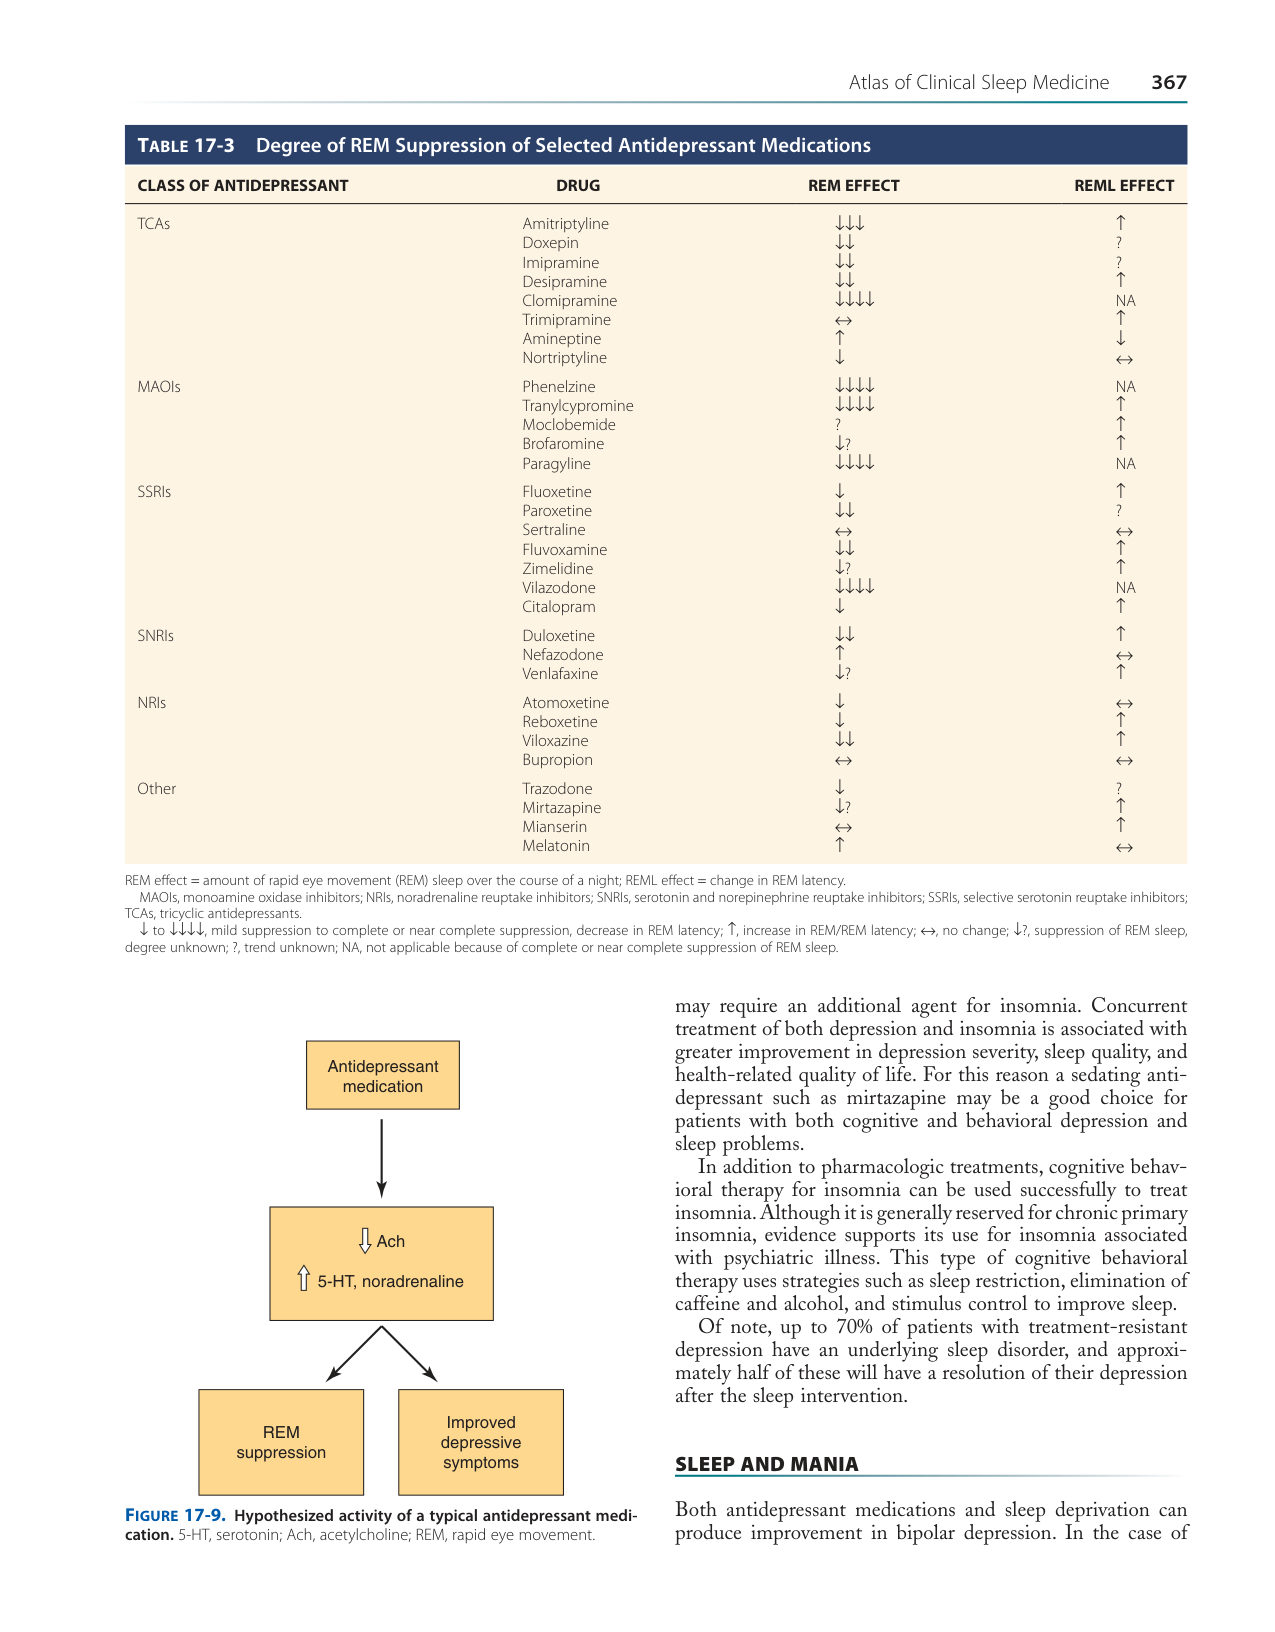 Atlas of Clinical Sleep Medicine 367
TABLE 17-3 Degree of REM Suppression of Selected Antidepressant Medications
CLASS OF ANTIDEPRESSANT DRUG REM EFFECT REML EFFECT
TCAs Amitriptyline ↓↓↓ ↑
Doxepin ↓↓ ?
Imipramine ↓↓ ?
Desipramine ↓↓ ↑
Clomipramine ↓↓↓↓ NA
Trimipramine ↔ ↑
Amineptine ↑ ↓
Nortriptyline ↓ ↔
MAOIs Phenelzine ↓↓↓↓ NA
Tranylcypromine ↓↓↓↓ ↑
Moclobemide ? ↑
Brofaromine ↓? ↑
Paragyline ↓↓↓↓ NA
SSRIs Fluoxetine ↓ ↑
Paroxetine ↓↓ ?
Sertraline ↔ ↔
Fluvoxamine ↓↓ ↑
Zimelidine ↓? ↑
Vilazodone ↓↓↓↓ NA
Citalopram ↓ ↑
SNRIs Duloxetine ↓↓ ↑
Nefazodone ↑ ↔
Venlafaxine ↓? ↑
NRIs Atomoxetine ↓ ↔
Reboxetine ↓ ↑
Viloxazine ↓↓ ↑
Bupropion ↔ ↔
Other Trazodone ↓ ?
Mirtazapine ↓? ↑
Mianserin ↔ ↑
Melatonin ↑ ↔
REM effect = amount of rapid eye movement (REM) sleep over the course of a night; REML effect = change in REM latency.
MAOIs, monoamine oxidase inhibitors; NRIs, noradrenaline reuptake inhibitors; SNRIs, serotonin and norepinephrine reuptake inhibitors; SSRIs, selective serotonin reuptake inhibitors;
TCAs, tricyclic antidepressants.
↓ to ↓↓↓↓, mild suppression to complete or near complete suppression, decrease in REM latency; ↑, increase in REM/REM latency; ↔, no change; ↓?, suppression of REM sleep,
degree unknown; ?, trend unknown; NA, not applicable because of complete or near complete suppression of REM sleep.
Antidepressant
medication
⇩ Ach
⇧ 5-HT, noradrenaline
REM
suppression
Improved
depressive
symptoms
FIGURE 17-9. Hypothesized activity of a typical antidepressant medi-
cation. 5-HT, serotonin; Ach, acetylcholine; REM, rapid eye movement.
may require an additional agent for insomnia. Concurrent
treatment of both depression and insomnia is associated with
greater improvement in depression severity, sleep quality, and
health-related quality of life. For this reason a sedating anti-
depressant such as mirtazapine may be a good choice for
patients with both cognitive and behavioral depression and
sleep problems.
In addition to pharmacologic treatments, cognitive behav-
ioral therapy for insomnia can be used successfully to treat
insomnia. Although it is generally reserved for chronic primary
insomnia, evidence supports its use for insomnia associated
with psychiatric illness. This type of cognitive behavioral
therapy uses strategies such as sleep restriction, elimination of
caffeine and alcohol, and stimulus control to improve sleep.
Of note, up to 70% of patients with treatment-resistant
depression have an underlying sleep disorder, and approxi-
mately half of these will have a resolution of their depression
after the sleep intervention.
SLEEP AND MANIA
Both antidepressant medications and sleep deprivation can
produce improvement in bipolar depression. In the case of